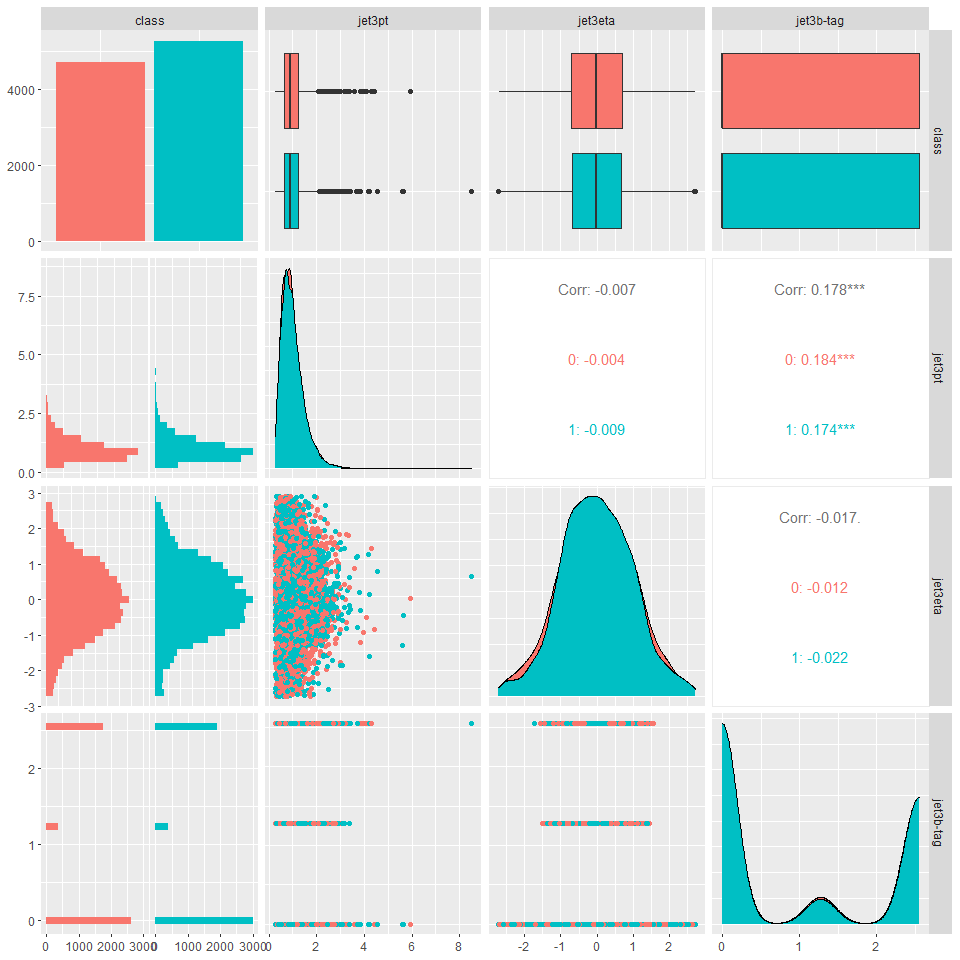 class jet3pt jet3eta jet3b-tag
4000
2000
0
class
7.5
5.0
2.5
0.0
Corr: -0.007
0: -0.004
1: -0.009
Corr: 0.178***
0: 0.184***
1: 0.174***
jet3pt
3
2
1
0
-1
-2
-3
Corr: -0.017.
0: -0.012
1: -0.022
jet3eta
2
1
0
jet3b-tag
0 1000 2000 3000 0 1000 2000 3000 0 2 4 6 8 -2 -1 0 1 2 0 1 2